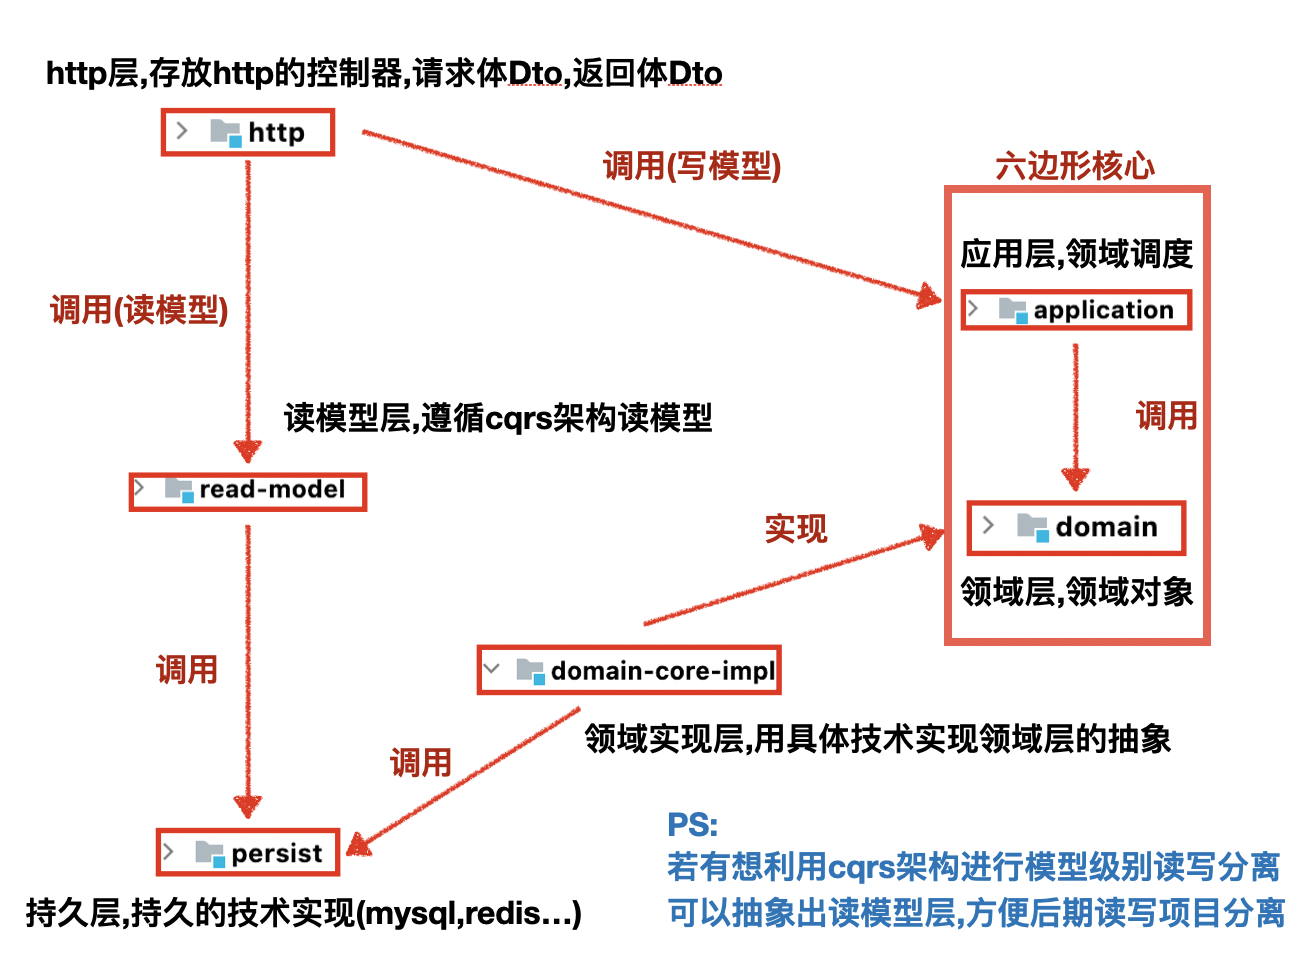 http层,存放http的控制器,请求体Dto,返回体Dto
http
调用(写模型)
六边形核心
应用层,领域调度
application
调用(读模型)
调用
读模型层,遵循cqrs架构读模型
read-model
实现
domain
领域层,领域对象
调用
domain-core-impl
领域实现层,用具体技术实现领域层的抽象
调用
persist
持久层,持久的技术实现(mysql,redis...)
PS:
若有想利用cqrs架构进行模型级别读写分离
可以抽象出读模型层,方便后期读写项目分离